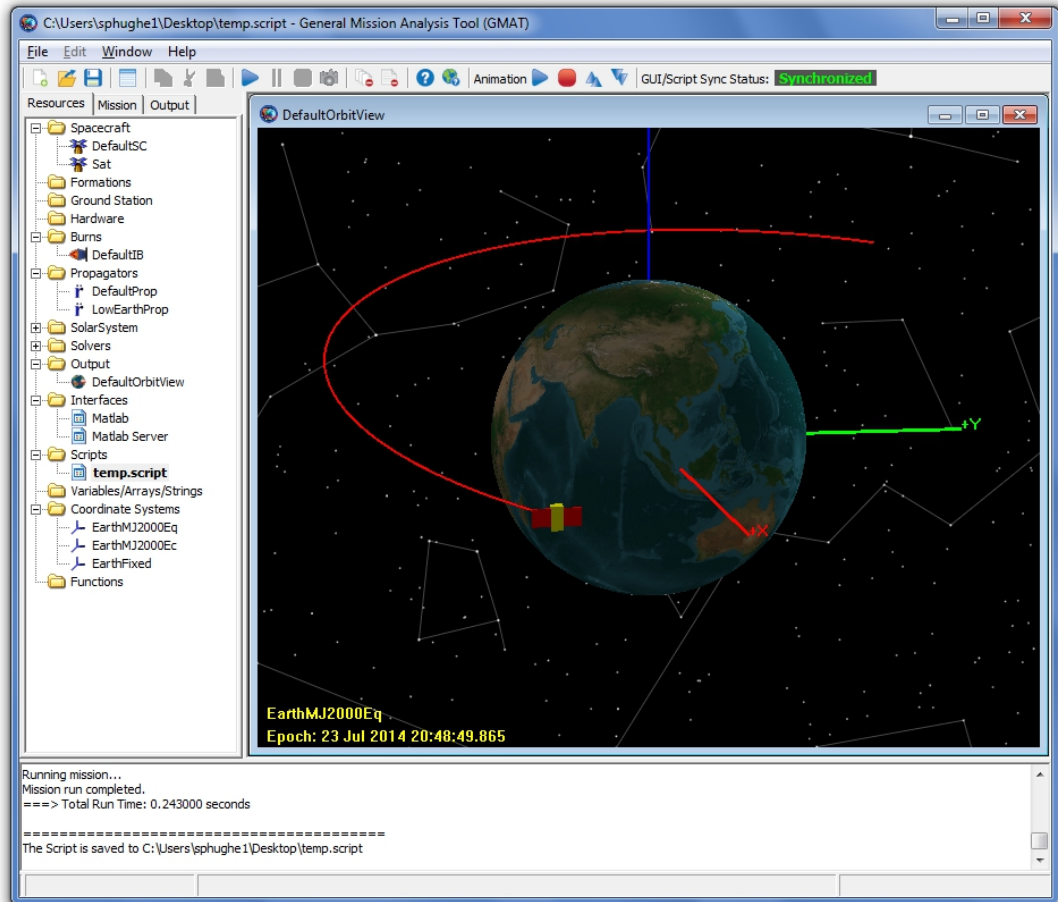 C:\Users\sphughe1\Desktop\temp.script - General Mission Analysis Tool (GMAT)
File Edit Window Help
Animation GUI/Script Sync Status: Synchronized
Resources Mission Output
Spacecraft
DefaultSC
Sat
Formations
Ground Station
Hardware
Burns
DefaultIB
Propagators
DefaultProp
LowEarthProp
SolarSystem
Solvers
Output
DefaultOrbitView
Interfaces
Matlab
Matlab Server
Scripts
temp.script
Variables/Arrays/Strings
Coordinate Systems
EarthMJ2000Eq
EarthMJ2000Ec
EarthFixed
Functions
DefaultOrbitView
+Y
+X
EarthMJ2000Eq
Epoch: 23 Jul 2014 20:48:49.865
Running mission...
Mission run completed.
===> Total Run Time: 0.243000 seconds
========================================
The Script is saved to C:\Users\sphughe1\Desktop\temp.script